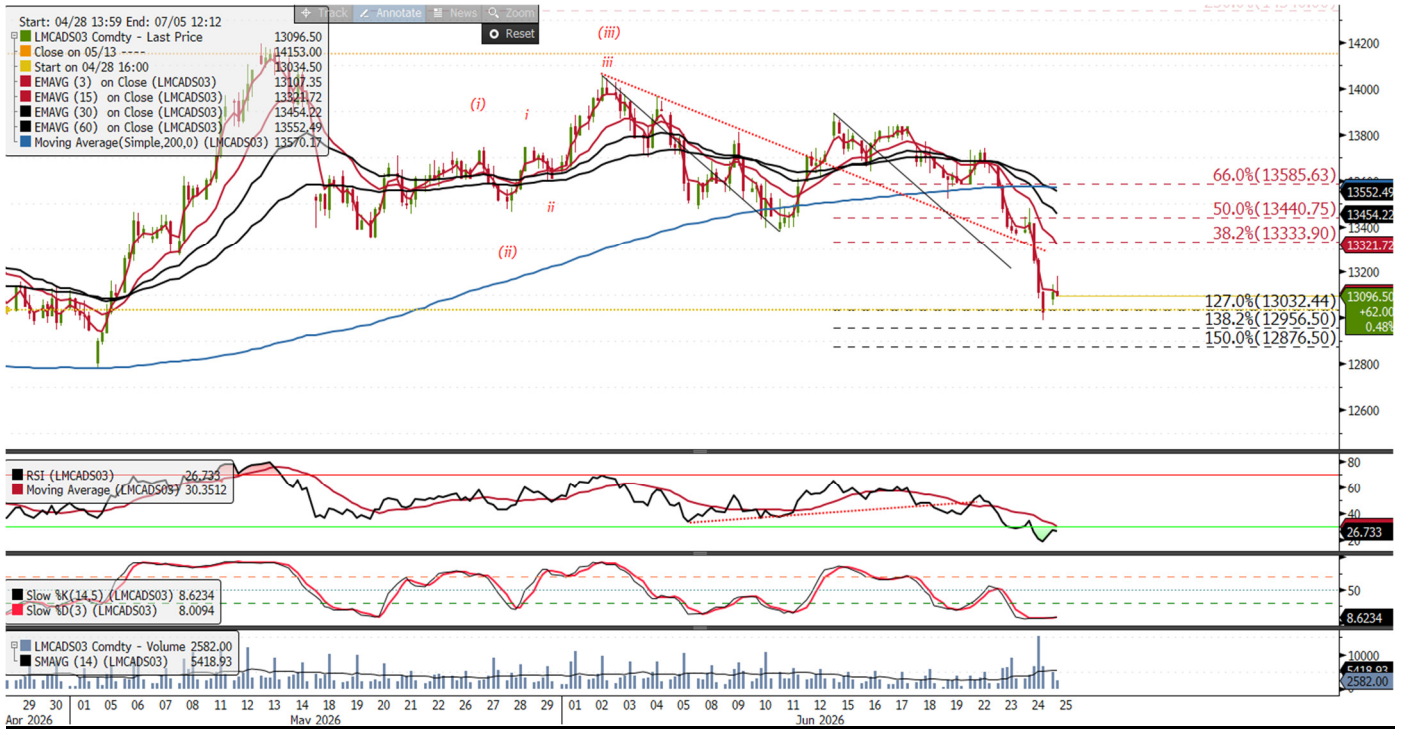 Track Annotate News Zoom
Reset
Start: 04/28 13:59 End: 07/05 12:12
LMCADS03 Comdty - Last Price 13096.50
Close on 05/13 ---- 14153.00
Start on 04/28 16:00 13034.50
EMAVG (3) on Close (LMCADS03) 13107.35
EMAVG (15) on Close (LMCADS03) 13321.72
EMAVG (30) on Close (LMCADS03) 13454.22
EMAVG (60) on Close (LMCADS03) 13552.49
Moving Average(Simple,200,0) (LMCADS03) 13570.17
(iii)
iii
(i)
i
ii
(ii)
14200
14000
13800
66.0%(13585.63)
13552.49
50.0%(13440.75)
13454.22
13400
38.2%(13333.90)
13321.72
13200
127.0%(13032.44)
13096.50
+62.00
0.48%
138.2%(12956.50)
150.0%(12876.50)
12800
12600
RSI (LMCADS03) 26.733
Moving Average (LMCADS03) 30.3512
80
60
40
26.733
20
Slow %K(14,5) (LMCADS03) 8.6234
Slow %D(3) (LMCADS03) 8.0094
50
8.6234
LMCADS03 Comdty - Volume 2582.00
SMAVG (14) (LMCADS03) 5418.93
10000
5418.93
2582.00
0
29 30 01 05 06 07 08 11 12 13 14 15 18 19 20 21 22 26 27 28 29 01 02 03 04 05 08 09 10 11 12 15 16 17 18 19 22 23 24 25
Apr 2026 May 2026 Jun 2026